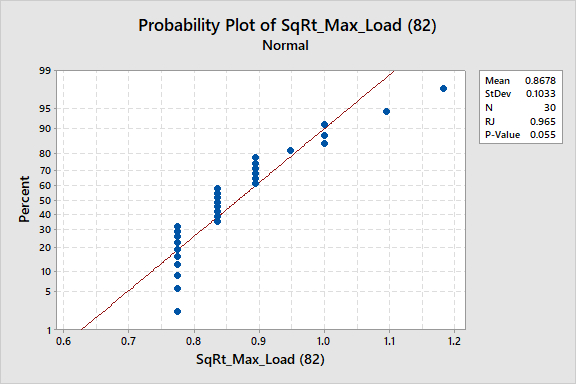 Probability Plot of SqRt_Max_Load (82)
Normal
Mean 0.8678
StDev 0.1033
N 30
RJ 0.965
P-Value 0.055
Percent
99
95
90
80
70
60
50
40
30
20
10
5
1
0.6 0.7 0.8 0.9 1.0 1.1 1.2
SqRt_Max_Load (82)